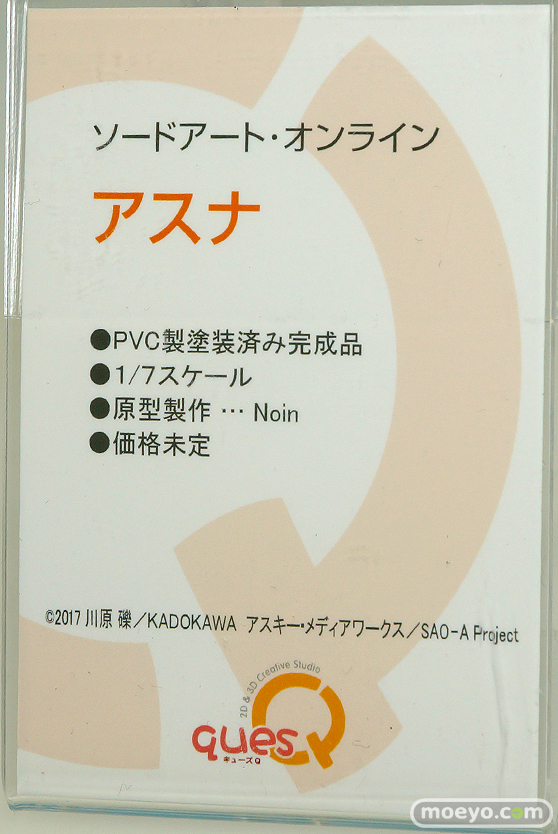 ソードアート・オンライン
アスナ
●PVC製塗装済み完成品
●1/7スケール
●原型製作 … Noin
●価格未定
©2017 川原 礫／KADOKAWA アスキー・メディアワークス／SAO-A Project
2D & 3D Creative Studio
quesQ
キューズQ
moeyo.com